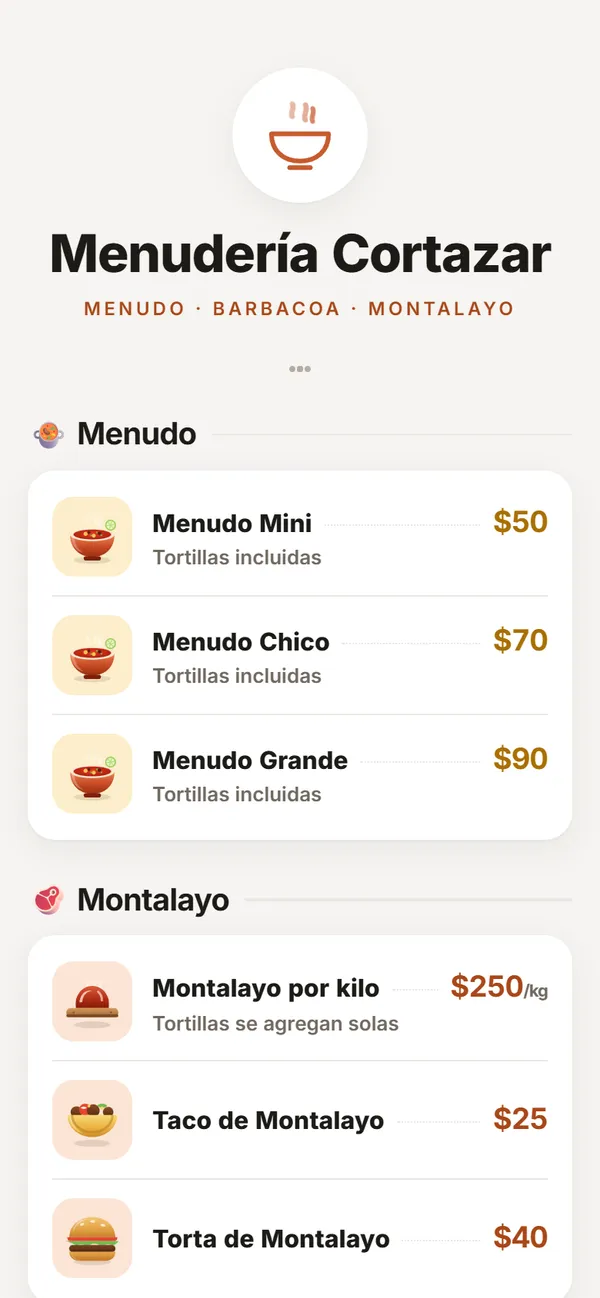 Menudería Cortazar
MENUDO · BARBACOA · MONTALAYO
Menudo
Menudo Mini $50
Tortillas incluidas
Menudo Chico $70
Tortillas incluidas
Menudo Grande $90
Tortillas incluidas
Montalayo
Montalayo por kilo $250/kg
Tortillas se agregan solas
Taco de Montalayo $25
Torta de Montalayo $40